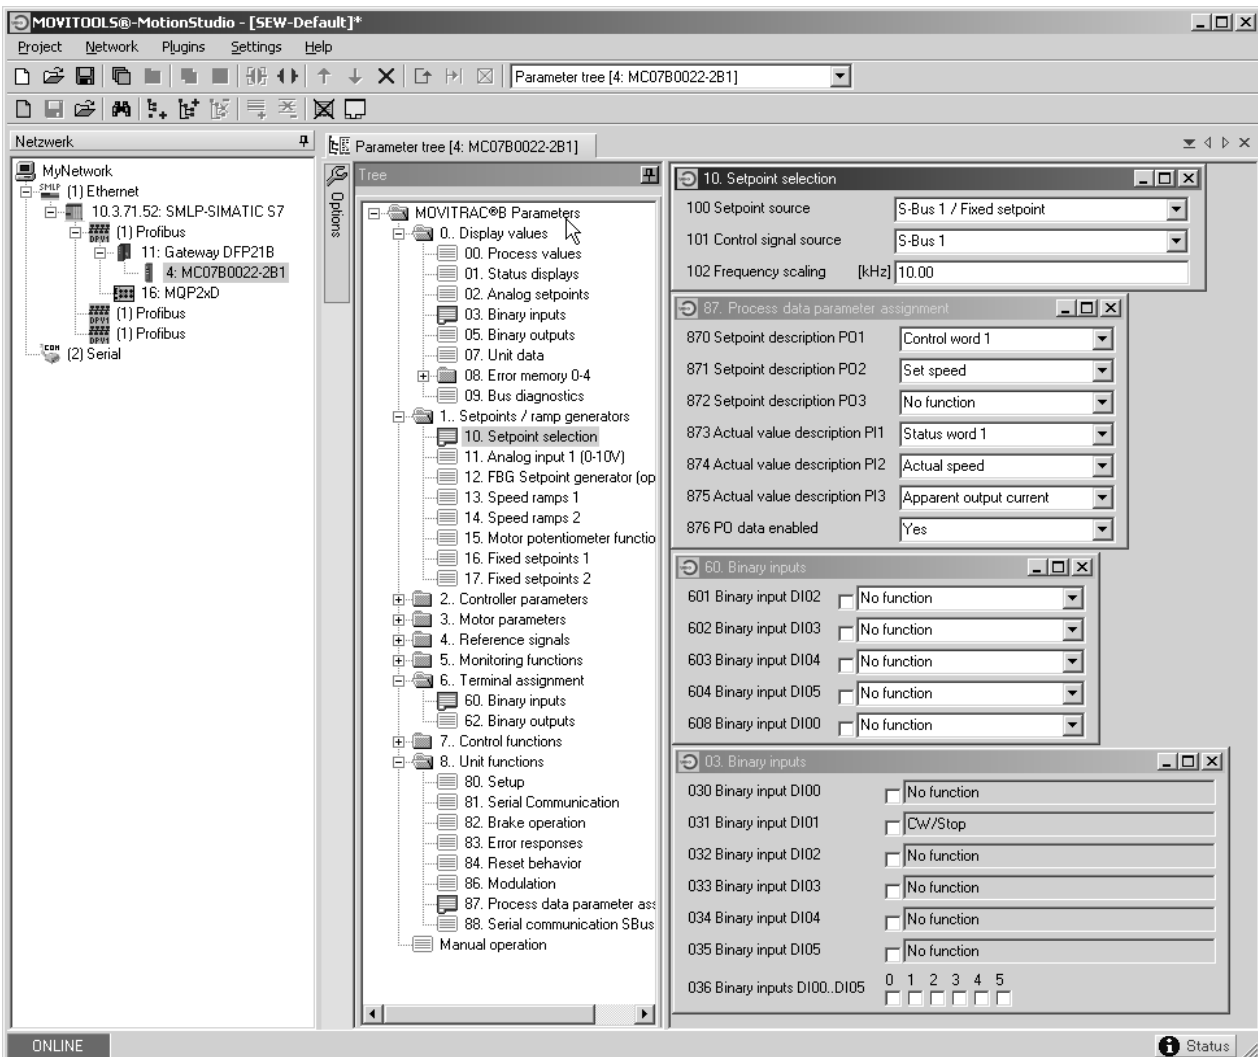 MOVITOOLS®-MotionStudio - [SEW-Default]*
Project Network Plugins Settings Help
Parameter tree [4: MC07B0022-2B1]
Netzwerk
MyNetwork
SMLP (1) Ethernet
10.3.71.52: SMLP-SIMATIC S7
DPV1 (1) Profibus
11: Gateway DFP21B
4: MC07B0022-2B1
16: MQP2xD
DPV1 (1) Profibus
DPV1 (1) Profibus
COM (2) Serial
Parameter tree [4: MC07B0022-2B1]
Options
Tree
MOVITRAC®B Parameters
0.. Display values
00. Process values
01. Status displays
02. Analog setpoints
03. Binary inputs
05. Binary outputs
07. Unit data
08. Error memory 0-4
09. Bus diagnostics
1.. Setpoints / ramp generators
10. Setpoint selection
11. Analog input 1 (0-10V)
12. FBG Setpoint generator (op
13. Speed ramps 1
14. Speed ramps 2
15. Motor potentiometer functio
16. Fixed setpoints 1
17. Fixed setpoints 2
2.. Controller parameters
3.. Motor parameters
4.. Reference signals
5.. Monitoring functions
6.. Terminal assignment
60. Binary inputs
62. Binary outputs
7.. Control functions
8.. Unit functions
80. Setup
81. Serial Communication
82. Brake operation
83. Error responses
84. Reset behavior
86. Modulation
87. Process data parameter ass
88. Serial communication SBus
Manual operation
10. Setpoint selection
100 Setpoint source S-Bus 1 / Fixed setpoint
101 Control signal source S-Bus 1
102 Frequency scaling [kHz] 10.00
87. Process data parameter assignment
870 Setpoint description PO1 Control word 1
871 Setpoint description PO2 Set speed
872 Setpoint description PO3 No function
873 Actual value description PI1 Status word 1
874 Actual value description PI2 Actual speed
875 Actual value description PI3 Apparent output current
876 PO data enabled Yes
60. Binary inputs
601 Binary input DI02 No function
602 Binary input DI03 No function
603 Binary input DI04 No function
604 Binary input DI05 No function
608 Binary input DI00 No function
03. Binary inputs
030 Binary input DI00 No function
031 Binary input DI01 CW/Stop
032 Binary input DI02 No function
033 Binary input DI03 No function
034 Binary input DI04 No function
035 Binary input DI05 No function
036 Binary inputs DI00..DI05 0 1 2 3 4 5
ONLINE
Status